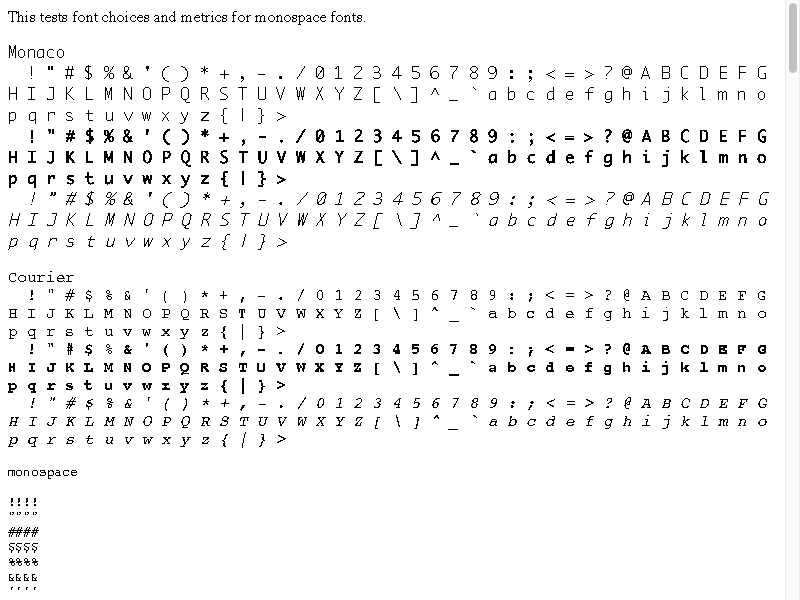 This tests font choices and metrics for monospace fonts.
Monaco
! " # $ % & ' ( ) * + , - . / 0 1 2 3 4 5 6 7 8 9 : ; < = > ? @ A B C D E F G
H I J K L M N O P Q R S T U V W X Y Z [ \ ] ^ _ ` a b c d e f g h i j k l m n o
p q r s t u v w x y z { | } >
! " # $ % & ' ( ) * + , - . / 0 1 2 3 4 5 6 7 8 9 : ; < = > ? @ A B C D E F G
H I J K L M N O P Q R S T U V W X Y Z [ \ ] ^ _ ` a b c d e f g h i j k l m n o
p q r s t u v w x y z { | } >
! " # $ % & ' ( ) * + , - . / 0 1 2 3 4 5 6 7 8 9 : ; < = > ? @ A B C D E F G
H I J K L M N O P Q R S T U V W X Y Z [ \ ] ^ _ ` a b c d e f g h i j k l m n o
p q r s t u v w x y z { | } >
Courier
! " # $ % & ' ( ) * + , - . / 0 1 2 3 4 5 6 7 8 9 : ; < = > ? @ A B C D E F G
H I J K L M N O P Q R S T U V W X Y Z [ \ ] ^ _ ` a b c d e f g h i j k l m n o
p q r s t u v w x y z { | } >
! " # $ % & ' ( ) * + , - . / 0 1 2 3 4 5 6 7 8 9 : ; < = > ? @ A B C D E F G
H I J K L M N O P Q R S T U V W X Y Z [ \ ] ^ _ ` a b c d e f g h i j k l m n o
p q r s t u v w x y z { | } >
! " # $ % & ' ( ) * + , - . / 0 1 2 3 4 5 6 7 8 9 : ; < = > ? @ A B C D E F G
H I J K L M N O P Q R S T U V W X Y Z [ \ ] ^ _ ` a b c d e f g h i j k l m n o
p q r s t u v w x y z { | } >
monospace
!!!!
""""
####
$$$$
%%%%
&&&&
''''